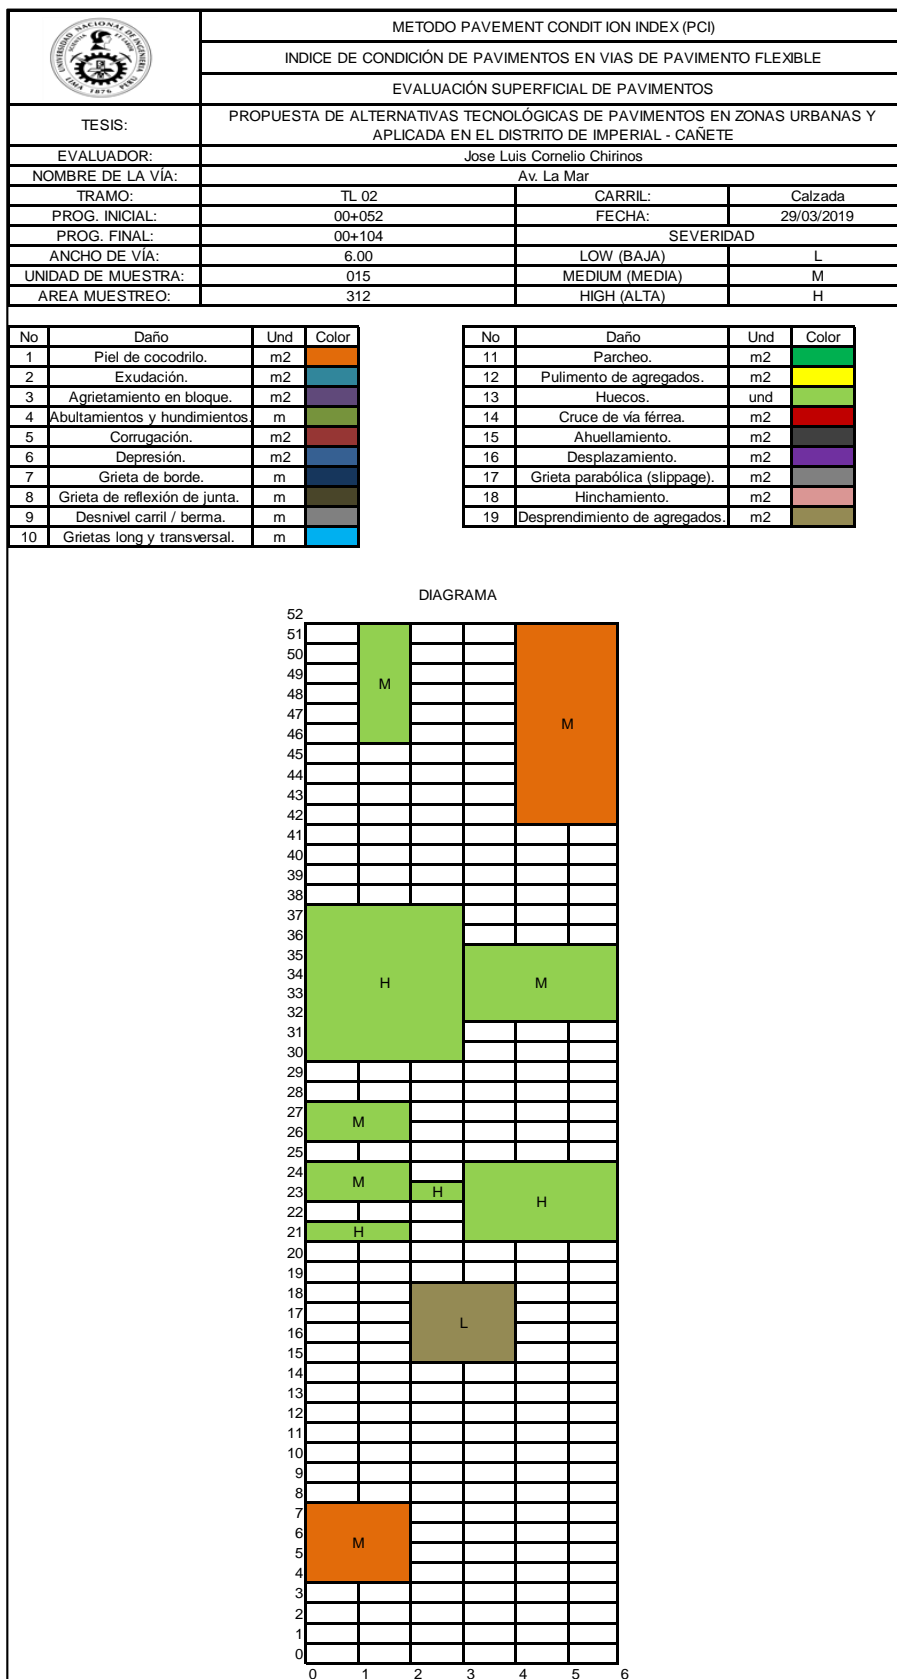 UNIVERSIDAD NACIONAL DE INGENIERIA
SCIENTIA ET LABOR
LIMA 1876 PERU
METODO PAVEMENT CONDIT ION INDEX (PCI)
INDICE DE CONDICIÓN DE PAVIMENTOS EN VIAS DE PAVIMENTO FLEXIBLE
EVALUACIÓN SUPERFICIAL DE PAVIMENTOS
TESIS: PROPUESTA DE ALTERNATIVAS TECNOLÓGICAS DE PAVIMENTOS EN ZONAS URBANAS Y
APLICADA EN EL DISTRITO DE IMPERIAL - CAÑETE
EVALUADOR: Jose Luis Cornelio Chirinos
NOMBRE DE LA VÍA: Av. La Mar
TRAMO: TL 02 CARRIL: Calzada
PROG. INICIAL: 00+052 FECHA: 29/03/2019
PROG. FINAL: 00+104 SEVERIDAD
ANCHO DE VÍA: 6.00 LOW (BAJA) L
UNIDAD DE MUESTRA: 015 MEDIUM (MEDIA) M
AREA MUESTREO: 312 HIGH (ALTA) H
No Daño Und Color
1 Piel de cocodrilo. m2
2 Exudación. m2
3 Agrietamiento en bloque. m2
4 Abultamientos y hundimientos. m
5 Corrugación. m2
6 Depresión. m2
7 Grieta de borde. m
8 Grieta de reflexión de junta. m
9 Desnivel carril / berma. m
10 Grietas long y transversal. m
No Daño Und Color
11 Parcheo. m2
12 Pulimento de agregados. m2
13 Huecos. und
14 Cruce de vía férrea. m2
15 Ahuellamiento. m2
16 Desplazamiento. m2
17 Grieta parabólica (slippage). m2
18 Hinchamiento. m2
19 Desprendimiento de agregados. m2
DIAGRAMA
52
51
50
49
48 M
47
46 M
45
44
43
42
41
40
39
38
37
36
35
34 H M
33
32
31
30
29
28
27
26 M
25
24
23 M H
22 H
21 H
20
19
18
17
16 L
15
14
13
12
11
10
9
8
7
6
5 M
4
3
2
1
0
0 1 2 3 4 5 6